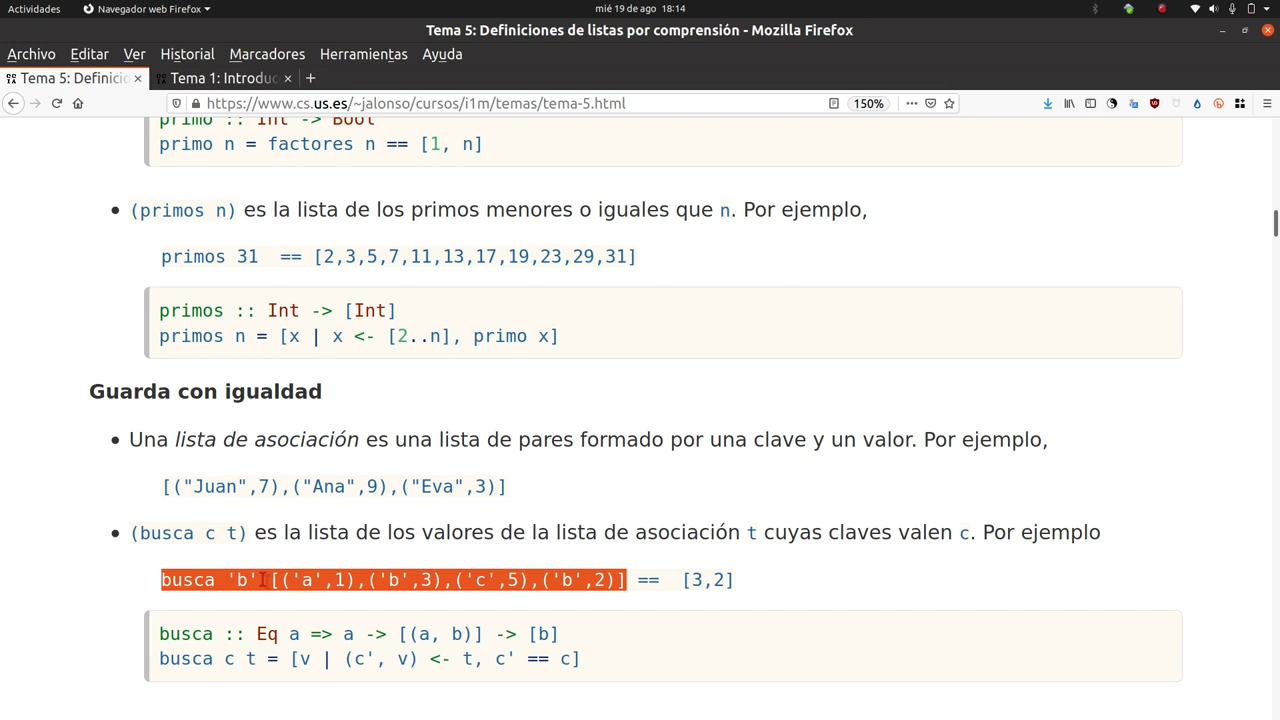 Actividades Navegador web Firefox mié 19 de ago 18:14
Tema 5: Definiciones de listas por comprensión - Mozilla Firefox
Archivo Editar Ver Historial Marcadores Herramientas Ayuda
Tema 5: Definicio Tema 1: Introduc
https://www.cs.us.es/~jalonso/cursos/i1m/temas/tema-5.html 150%
primo :: Int -> Bool
primo n = factores n == [1, n]
(primos n) es la lista de los primos menores o iguales que n. Por ejemplo,
primos 31 == [2,3,5,7,11,13,17,19,23,29,31]
primos :: Int -> [Int]
primos n = [x | x <- [2..n], primo x]
Guarda con igualdad
Una lista de asociación es una lista de pares formado por una clave y un valor. Por ejemplo,
[("Juan",7),("Ana",9),("Eva",3)]
(busca c t) es la lista de los valores de la lista de asociación t cuyas claves valen c. Por ejemplo
busca 'b' [('a',1),('b',3),('c',5),('b',2)] == [3,2]
busca :: Eq a => a -> [(a, b)] -> [b]
busca c t = [v | (c', v) <- t, c' == c]